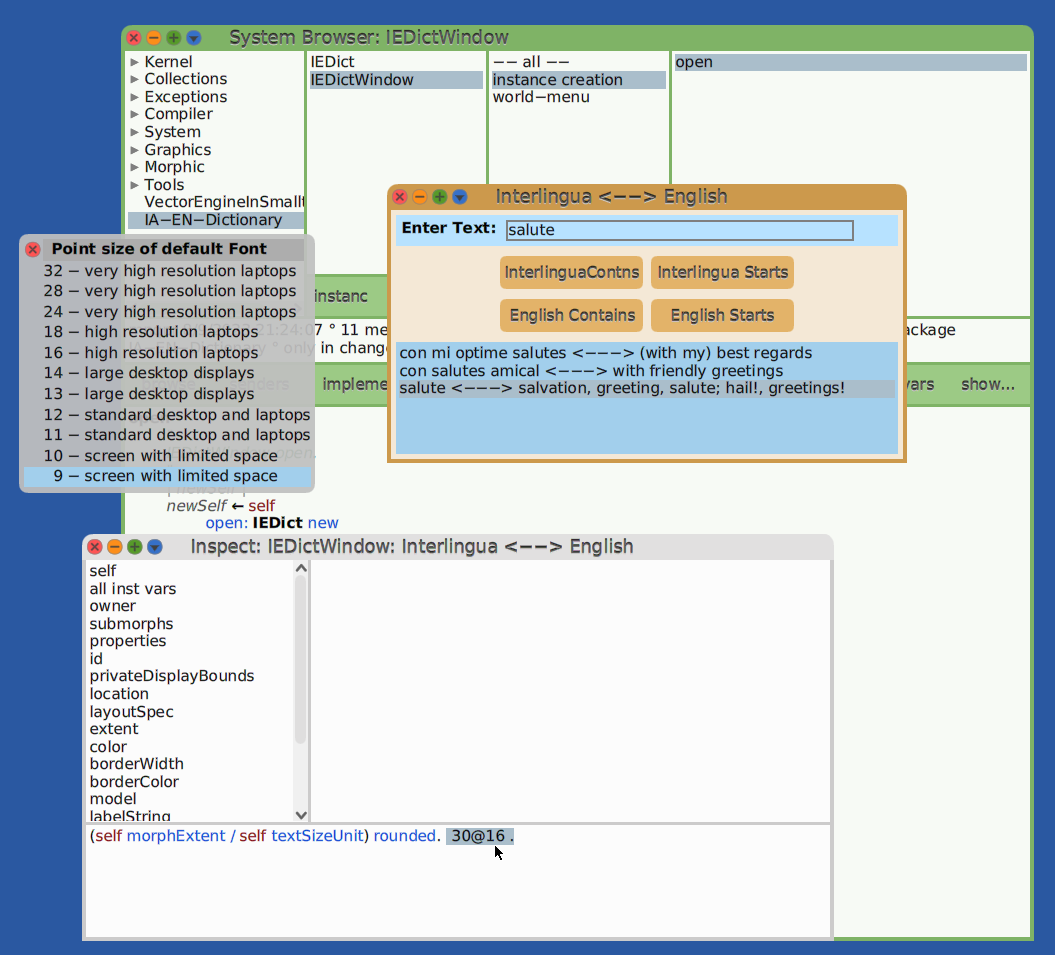 System Browser: IEDictWindow
Kernel
Collections
Exceptions
Compiler
System
Graphics
Morphic
Tools
VectorEngineInSmallt
IA−EN−Dictionary
IEDict
IEDictWindow
−− all −−
instance creation
world−menu
open
instanc
21:24:07 ° 11 me
ackage
° only in change
implemen
vars
show...
newSelf ← self
open: IEDict new
Interlingua <−−> English
Enter Text: salute
InterlinguaContns
Interlingua Starts
English Contains
English Starts
con mi optime salutes <−−−> (with my) best regards
con salutes amical <−−−> with friendly greetings
salute <−−−> salvation, greeting, salute; hail!, greetings!
Point size of default Font
32 − very high resolution laptops
28 − very high resolution laptops
24 − very high resolution laptops
18 − high resolution laptops
16 − high resolution laptops
14 − large desktop displays
13 − large desktop displays
12 − standard desktop and laptops
11 − standard desktop and laptops
10 − screen with limited space
9 − screen with limited space
Inspect: IEDictWindow: Interlingua <−−> English
self
all inst vars
owner
submorphs
properties
id
privateDisplayBounds
location
layoutSpec
extent
color
borderWidth
borderColor
model
labelString
(self morphExtent / self textSizeUnit) rounded. 30@16 .